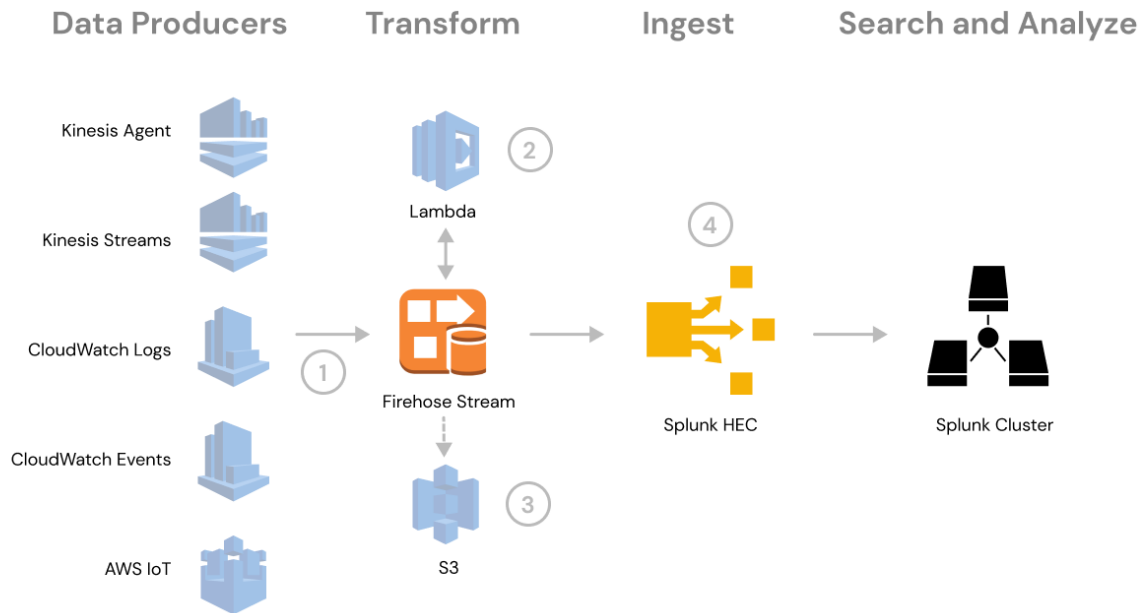 Data Producers
Transform
Ingest
Search and Analyze
Kinesis Agent
Kinesis Streams
CloudWatch Logs
CloudWatch Events
AWS IoT
1
Lambda
2
Firehose Stream
S3
3
4
Splunk HEC
Splunk Cluster